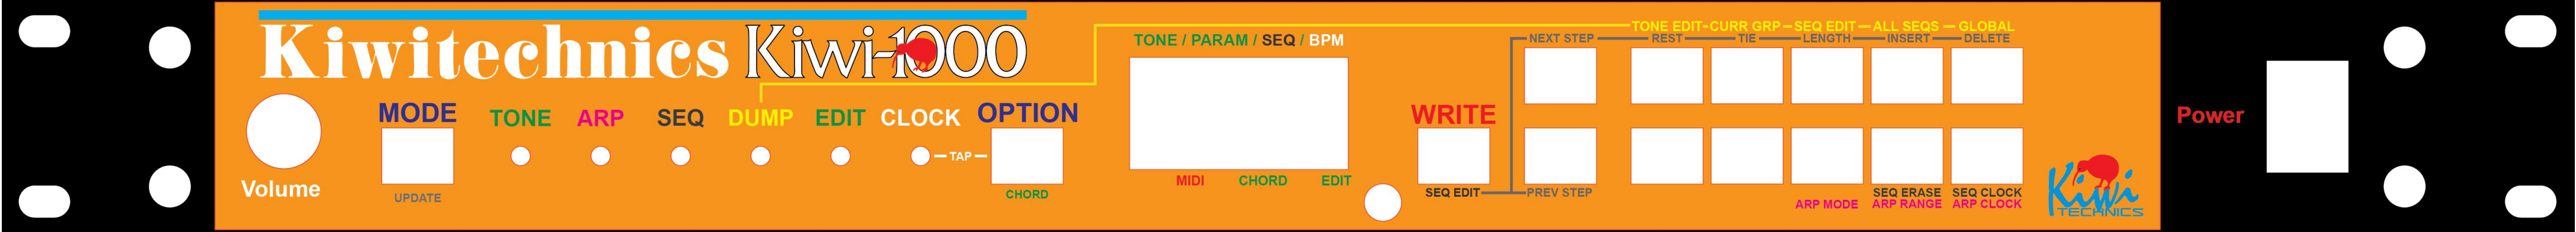 Kiwitechnics Kiwi-1000
Volume
MODE
UPDATE
TONE ARP SEQ DUMP EDIT CLOCK
TAP
OPTION
CHORD
TONE / PARAM / SEQ / BPM
MIDI CHORD EDIT
WRITE
SEQ EDIT
TONE EDIT CURR GRP SEQ EDIT ALL SEQS GLOBAL
NEXT STEP REST TIE LENGTH INSERT DELETE
PREV STEP
SEQ ERASE SEQ CLOCK
ARP MODE ARP RANGE ARP CLOCK
Kiwi
TECHNICS
Power